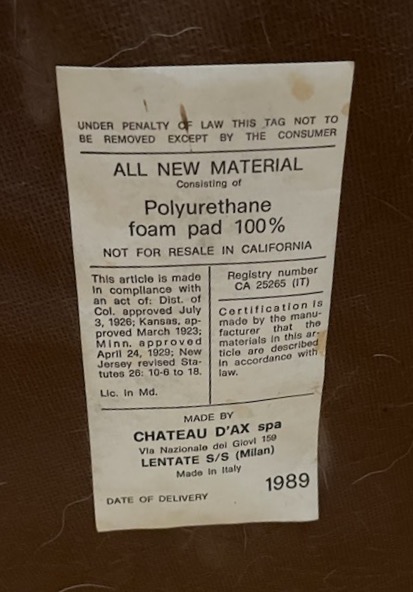 UNDER PENALTY OF LAW THIS TAG NOT TO
BE REMOVED EXCEPT BY THE CONSUMER
ALL NEW MATERIAL
Consisting of
Polyurethane
foam pad 100%
NOT FOR RESALE IN CALIFORNIA
This article is made
in compliance with
an act of: Dist. of
Col. approved July
3, 1926; Kansas, ap-
proved March 1923;
Minn. approved
April 24, 1929; New
Jersey revised Sta-
tutes 26: 10-6 to 18.
Lic. in Md.
Registry number
CA 25265 (IT)
Certification is
made by the manu-
facturer that the
materials in this ar-
ticle are described
in accordance with
law.
MADE BY
CHATEAU D'AX spa
Via Nazionale dei Giovi 159
LENTATE S/S (Milan)
Made in Italy
1989
DATE OF DELIVERY